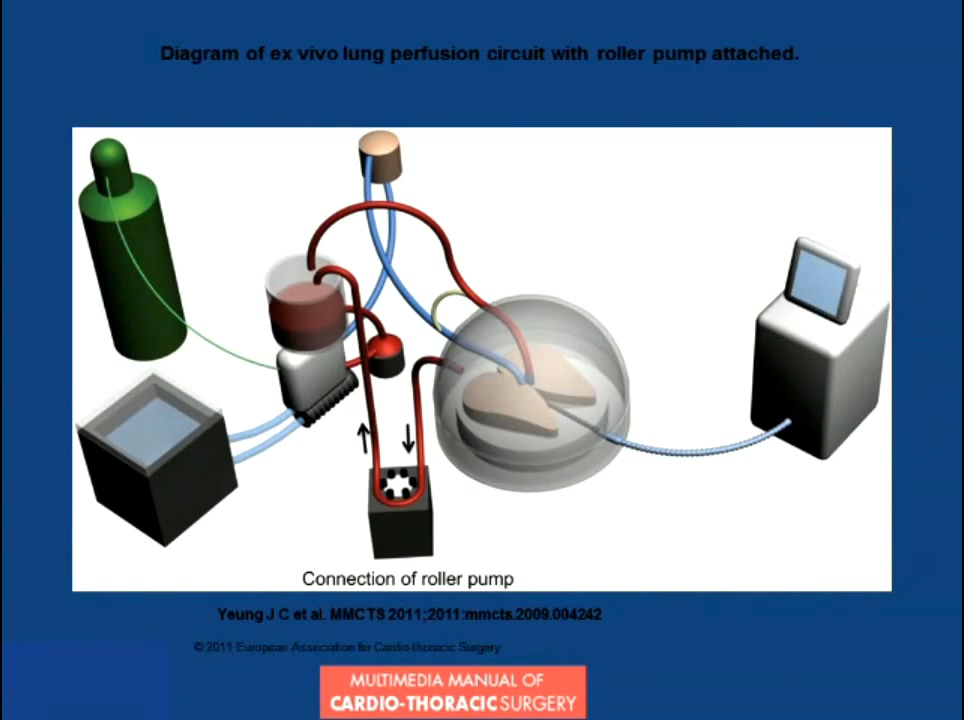 Diagram of ex vivo lung perfusion circuit with roller pump attached.
Connection of roller pump
Yeung J C et al. MMCTS 2011;2011:mmcts.2009.004242
© 2011 European Association for Cardio-thoracic Surgery
MULTIMEDIA MANUAL OF
CARDIO-THORACIC SURGERY